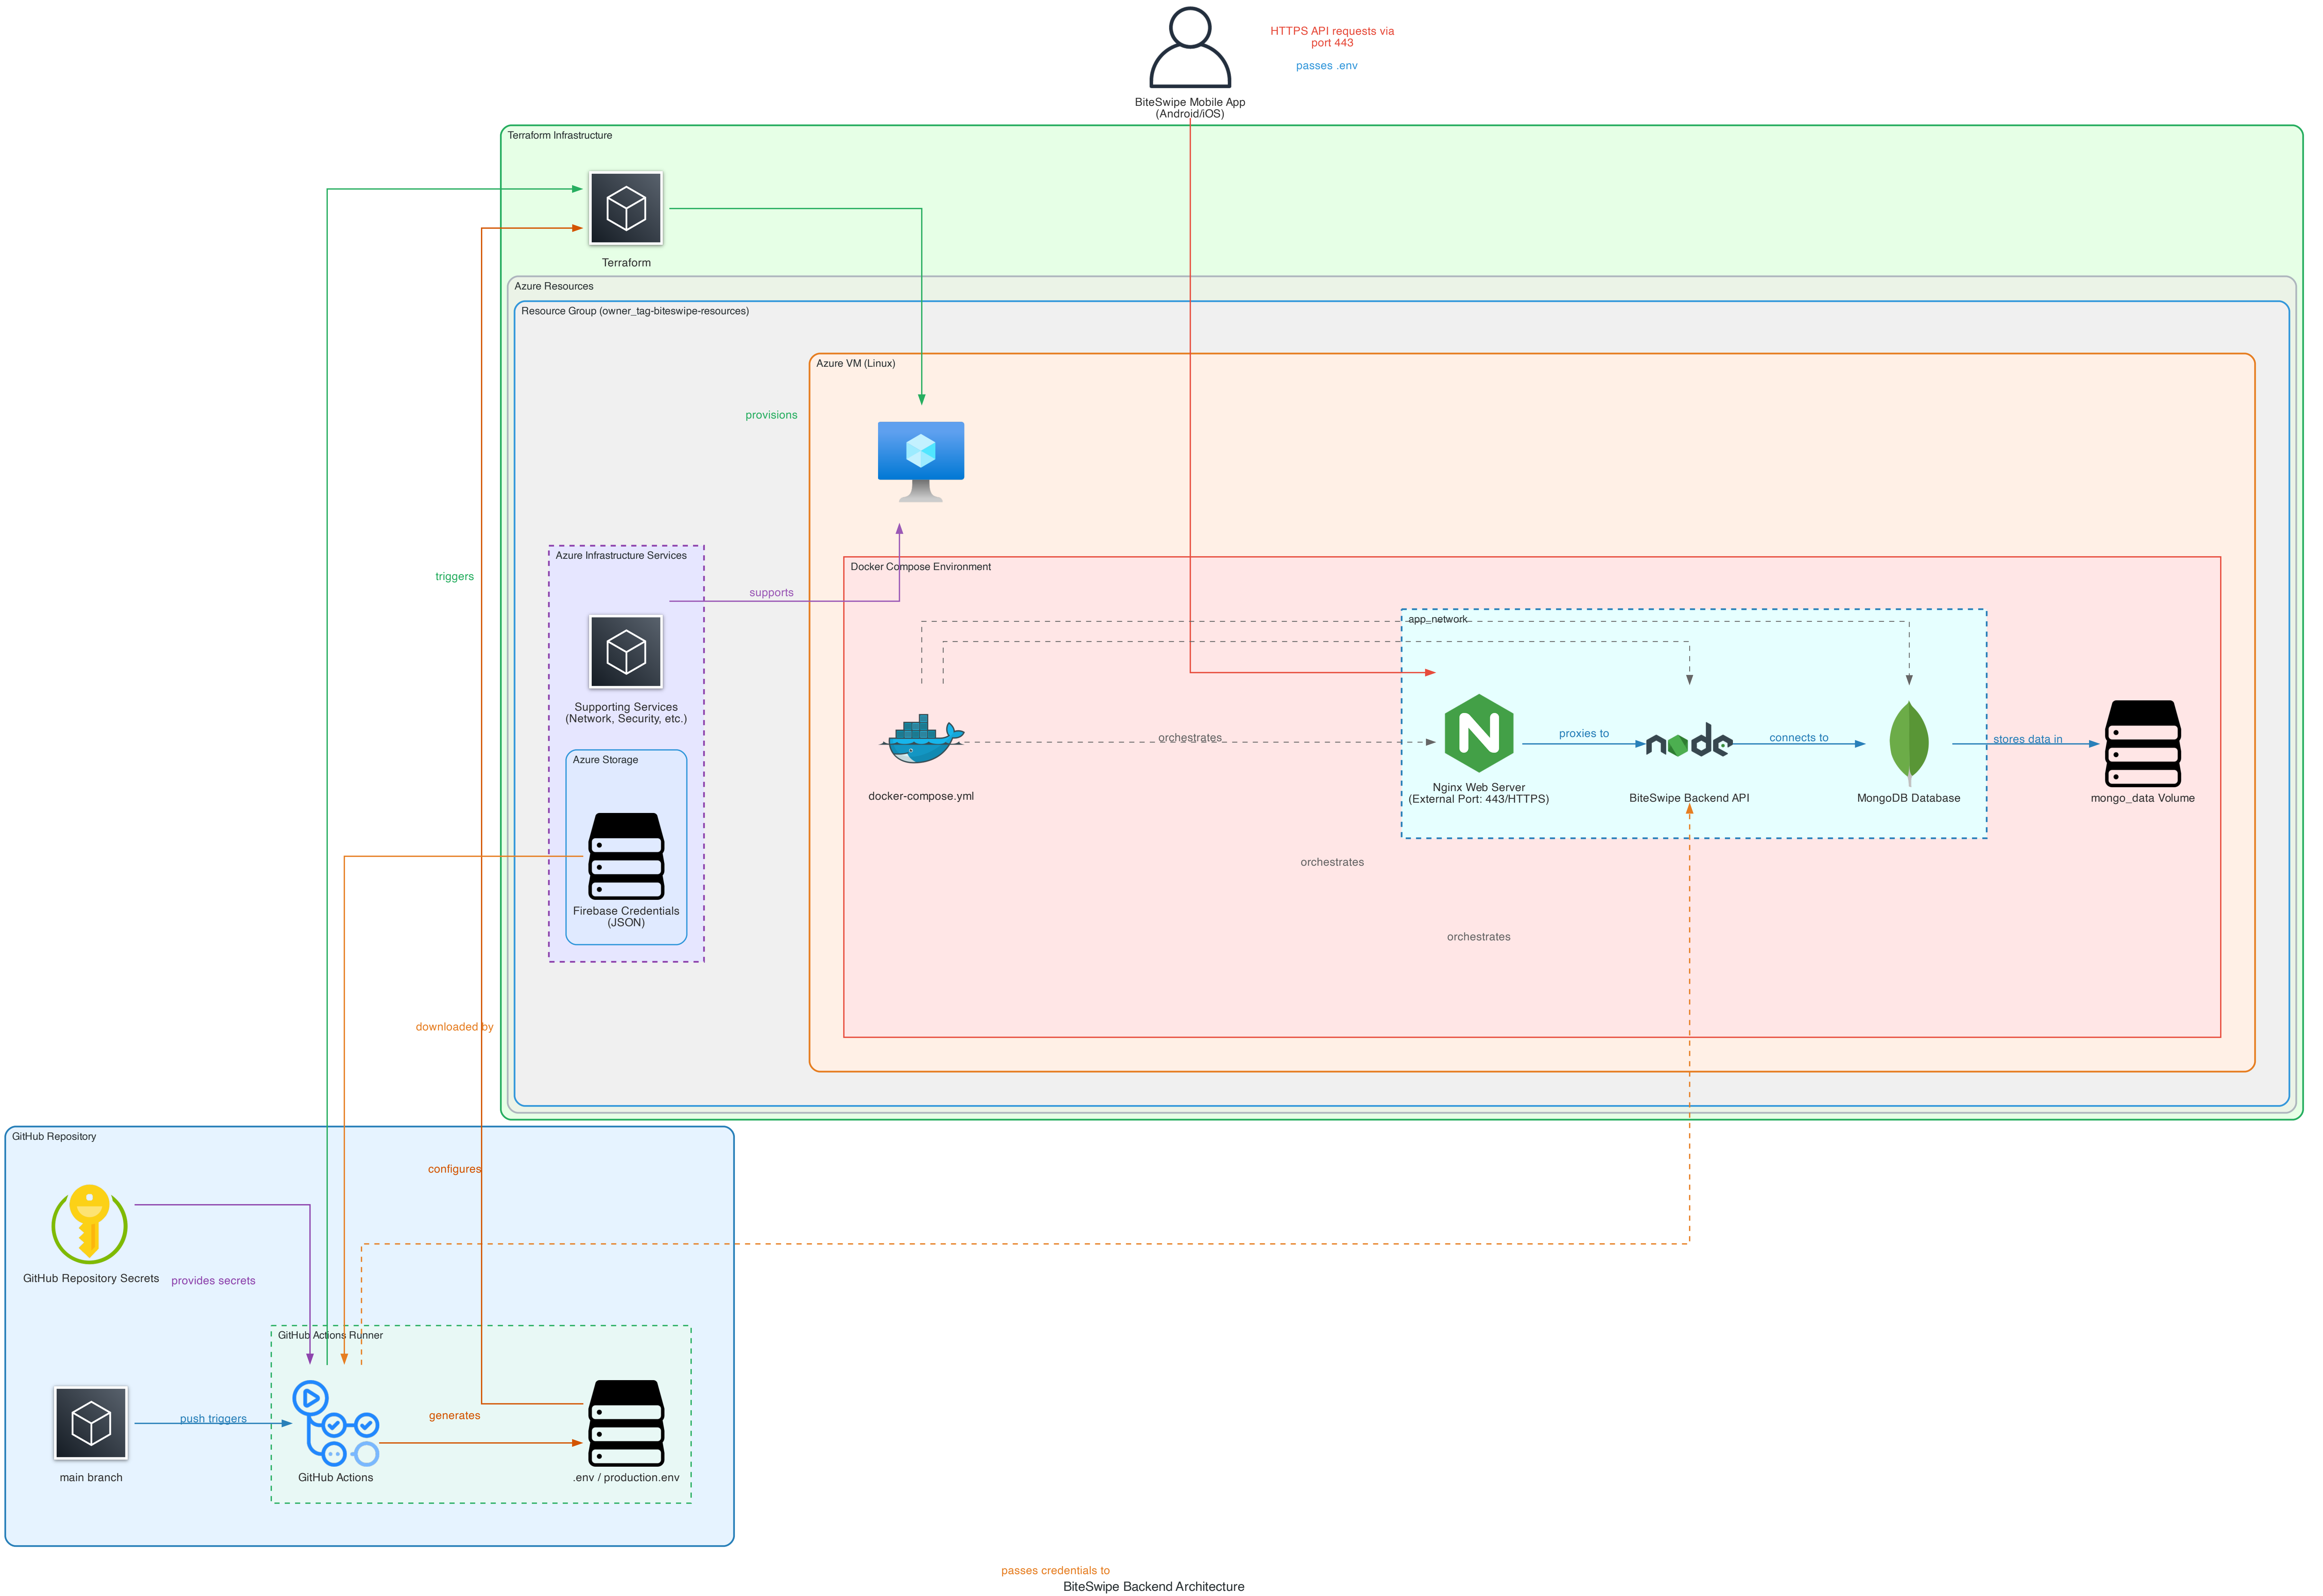 HTTPS API requests via
port 443
passes .env
BiteSwipe Mobile App
(Android/iOS)
Terraform Infrastructure
Terraform
Azure Resources
Resource Group (owner_tag-biteswipe-resources)
Azure VM (Linux)
provisions
Azure Infrastructure Services
Docker Compose Environment
triggers
supports
app_network
Supporting Services
(Network, Security, etc.)
orchestrates
proxies to
connects to
stores data in
Azure Storage
docker-compose.yml
Nginx Web Server
(External Port: 443/HTTPS)
BiteSwipe Backend API
MongoDB Database
mongo_data Volume
orchestrates
Firebase Credentials
(JSON)
orchestrates
downloaded by
GitHub Repository
configures
GitHub Repository Secrets
provides secrets
GitHub Actions Runner
push triggers
generates
main branch
GitHub Actions
.env / production.env
passes credentials to
BiteSwipe Backend Architecture